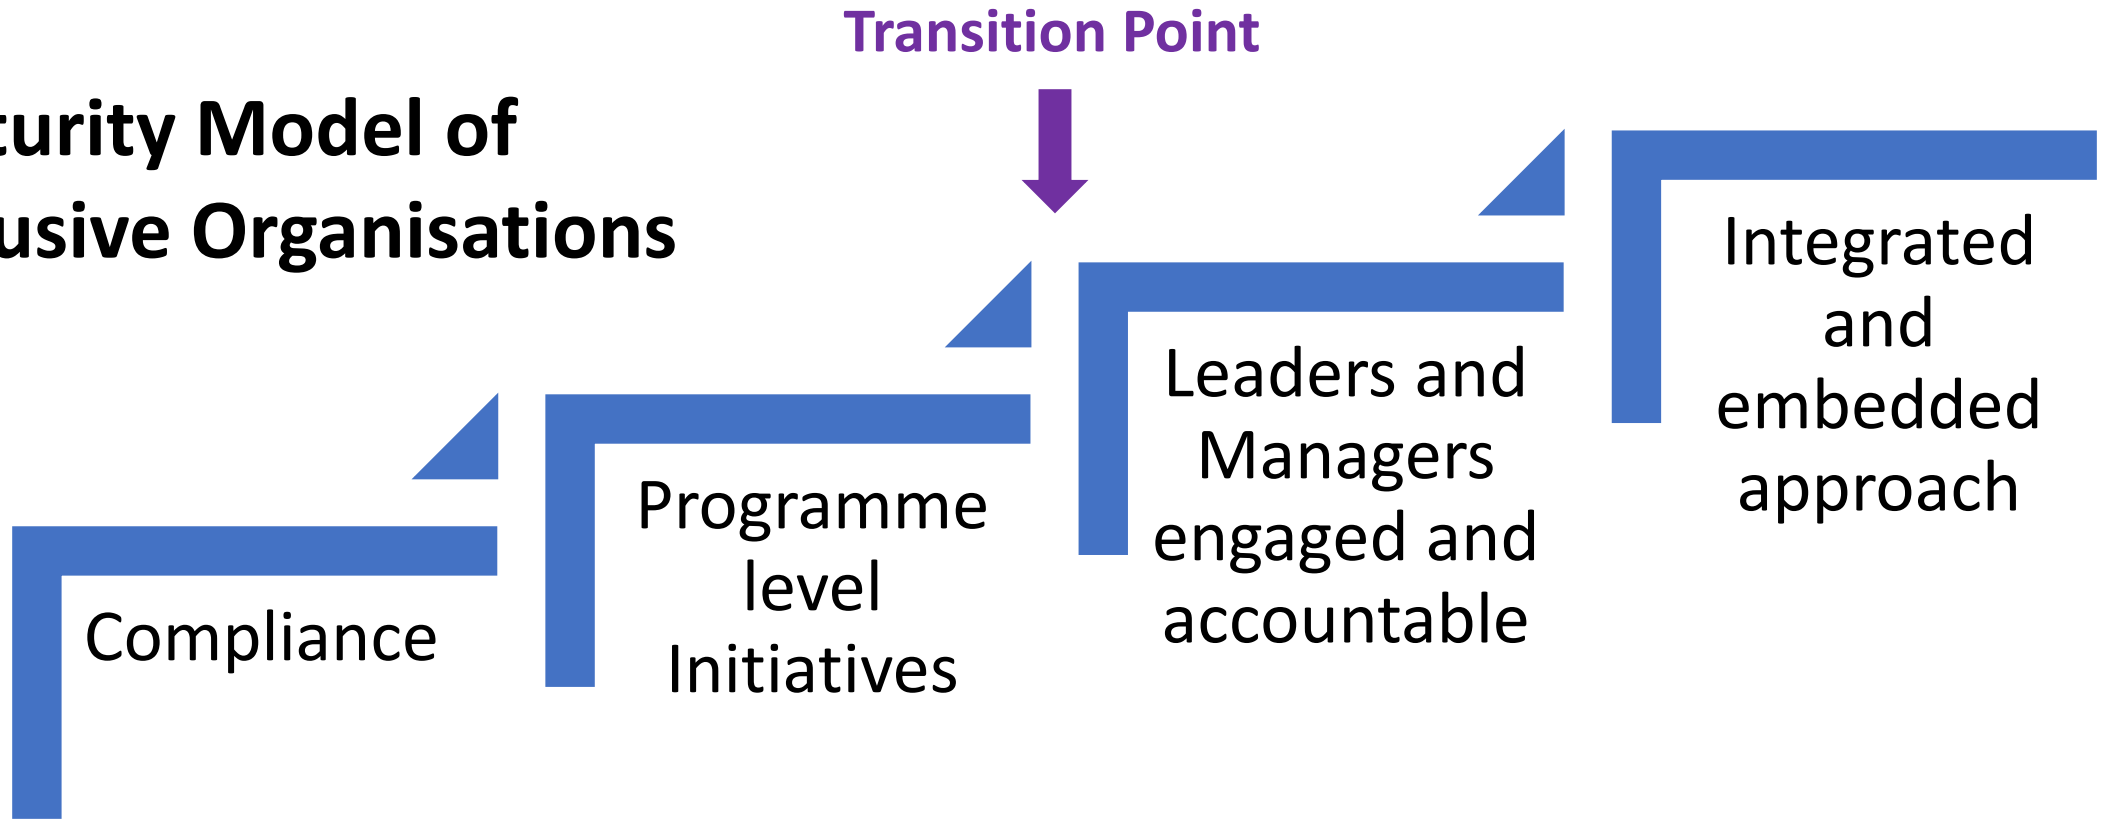 Transition Point
turity Model of
usive Organisations
Integrated
and
embedded
approach
Leaders and
Managers
engaged and
accountable
Programme
level
Initiatives
Compliance